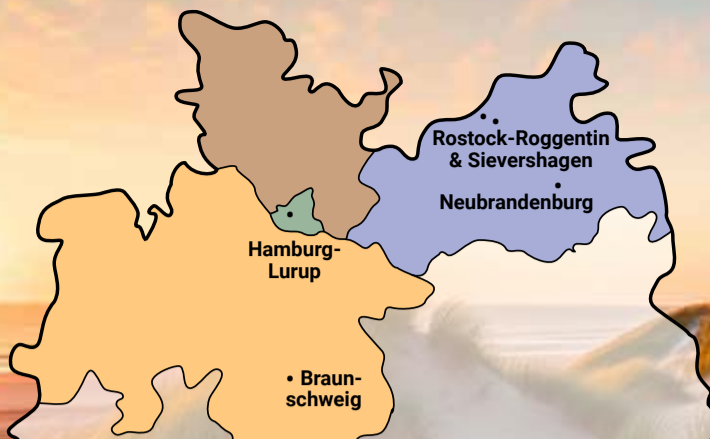 Rostock-Roggentin
& Sievershagen
Neubrandenburg
Hamburg-
Lurup
• Braun-
schweig